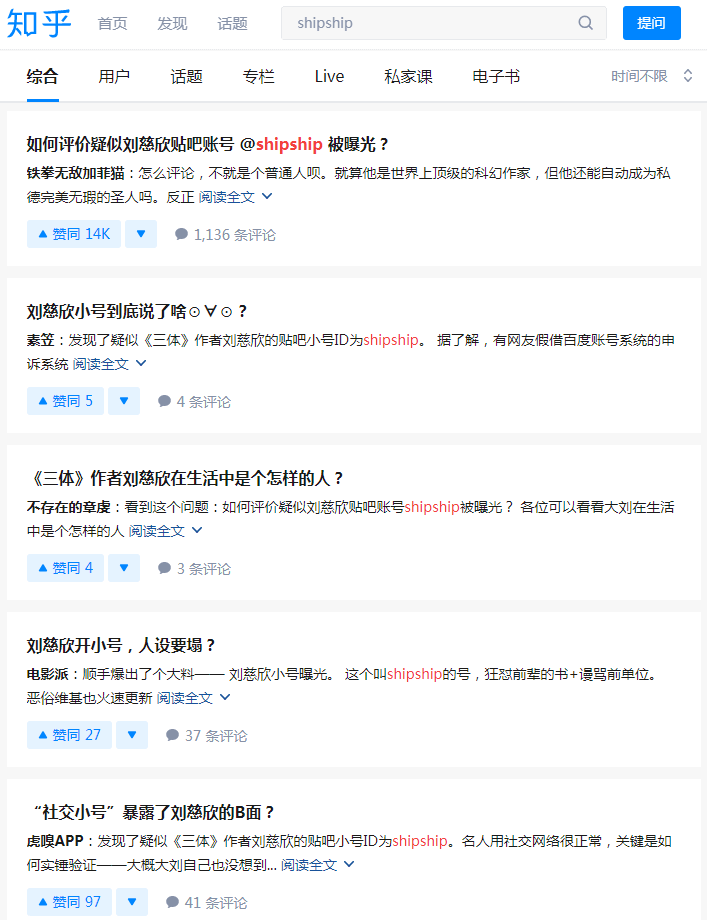 知乎 首页 发现 话题 shipship 提问
综合 用户 话题 专栏 Live 私家课 电子书 时间不限
如何评价疑似刘慈欣贴吧账号 @shipship 被曝光？
铁拳无敌加菲猫：怎么评论，不就是个普通人呗。就算他是世界上顶级的科幻作家，但他还能自动成为私
德完美无瑕的圣人吗。反正 阅读全文
赞同 14K 1,136 条评论
刘慈欣小号到底说了啥⊙∀⊙？
素笠：发现了疑似《三体》作者刘慈欣的贴吧小号ID为shipship。 据了解，有网友假借百度账号系统的申
诉系统 阅读全文
赞同 5 4 条评论
《三体》作者刘慈欣在生活中是个怎样的人？
不存在的章虔：看到这个问题：如何评价疑似刘慈欣贴吧账号shipship被曝光？ 各位可以看看大刘在生活
中是个怎样的人 阅读全文
赞同 4 3 条评论
刘慈欣开小号，人设要塌？
电影派：顺手爆出了个大料—— 刘慈欣小号曝光。 这个叫shipship的号，狂怼前辈的书+谩骂前单位。
恶俗维基也火速更新 阅读全文
赞同 27 37 条评论
“社交小号”暴露了刘慈欣的B面？
虎嗅APP：发现了疑似《三体》作者刘慈欣的贴吧小号ID为shipship。名人用社交网络很正常，关键是如
何实锤验证——大概大刘自己也没想到... 阅读全文
赞同 97 41 条评论